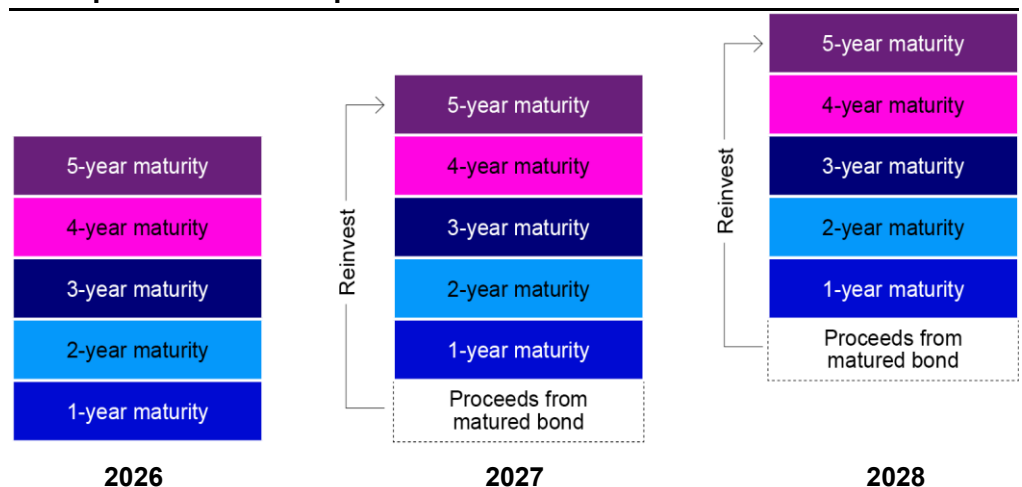 5-year maturity
4-year maturity
3-year maturity
2-year maturity
1-year maturity
2026
Reinvest
5-year maturity
4-year maturity
3-year maturity
2-year maturity
1-year maturity
Proceeds from
matured bond
2027
Reinvest
5-year maturity
4-year maturity
3-year maturity
2-year maturity
1-year maturity
Proceeds from
matured bond
2028